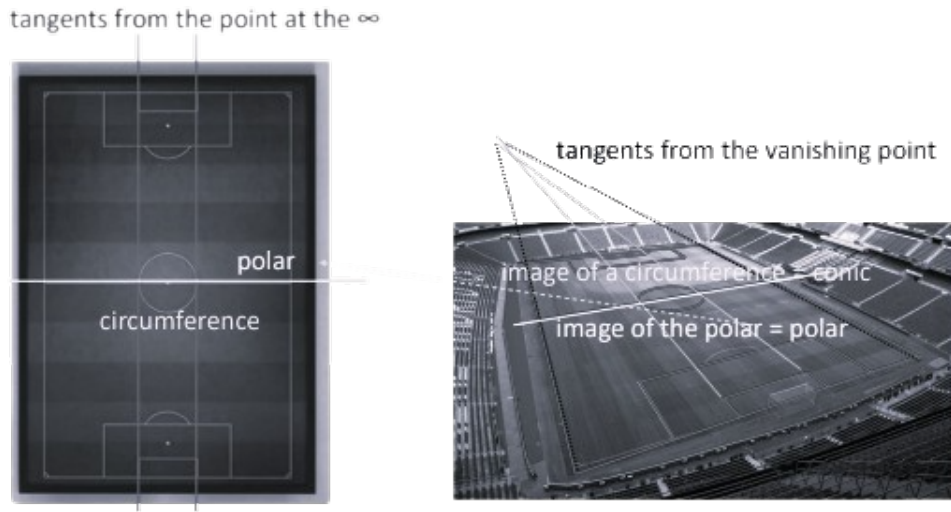 tangents from the point at the ∞
polar
circumference
tangents from the vanishing point
image of a circumference = conic
image of the polar = polar